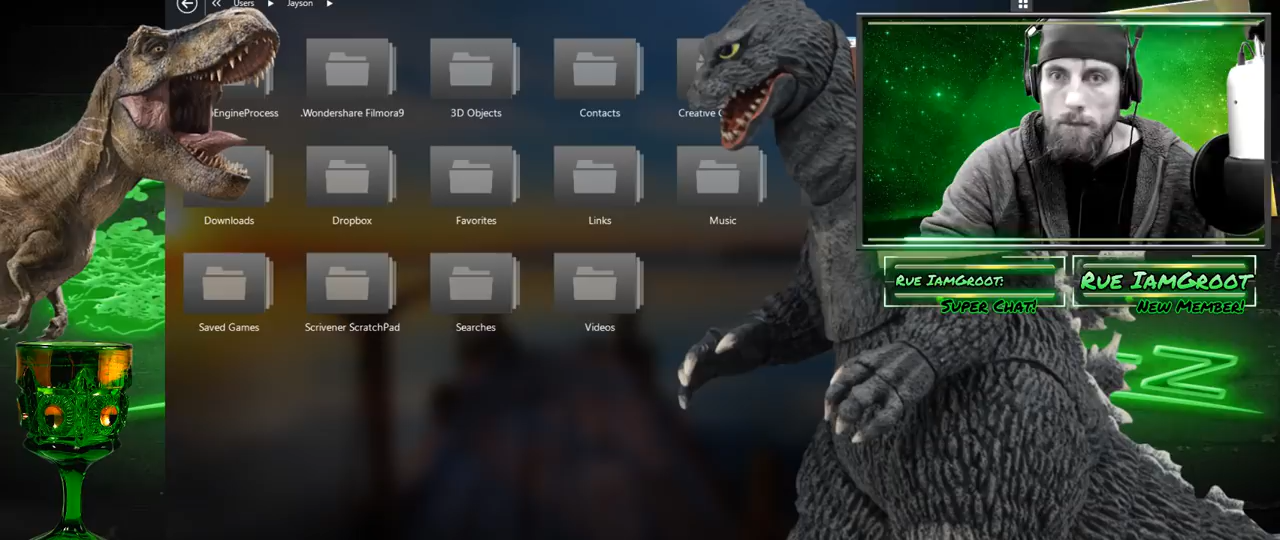 Users ▸ Jayson ▸
EngineProcess
.Wondershare Filmora9
3D Objects
Contacts
Creative
Downloads
Dropbox
Favorites
Links
Music
Saved Games
Scrivener ScratchPad
Searches
Videos
Rue IamGroot:
Super Chat!
Rue IamGroot
New Member!